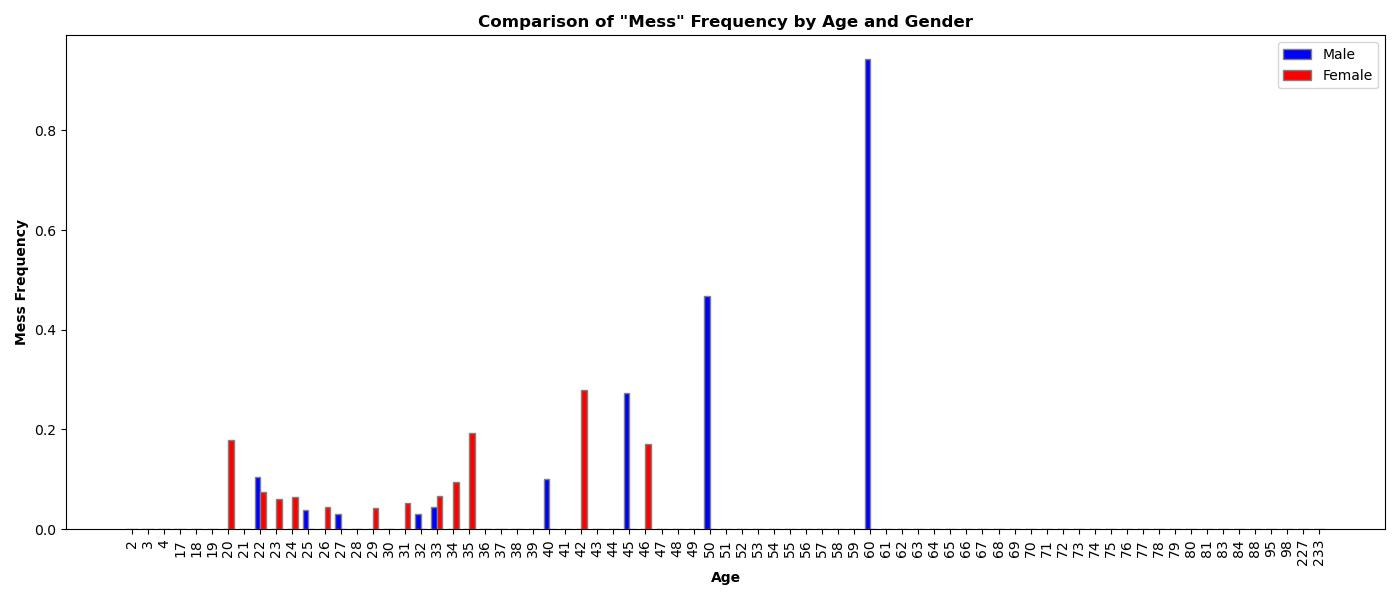 Comparison of "Mess" Frequency by Age and Gender
Male
Female
Mess Frequency
0.8
0.6
0.4
0.2
0.0
2 3 4 17 18 19 20 21 22 23 24 25 26 27 28 29 30 31 32 33 34 35 36 37 38 39 40 41 42 43 44 45 46 47 48 49 50 51 52 53 54 55 56 57 58 59 60 61 62 63 64 65 66 67 68 69 70 71 72 73 74 75 76 77 78 79 80 81 83 84 88 95 98 227 233
Age